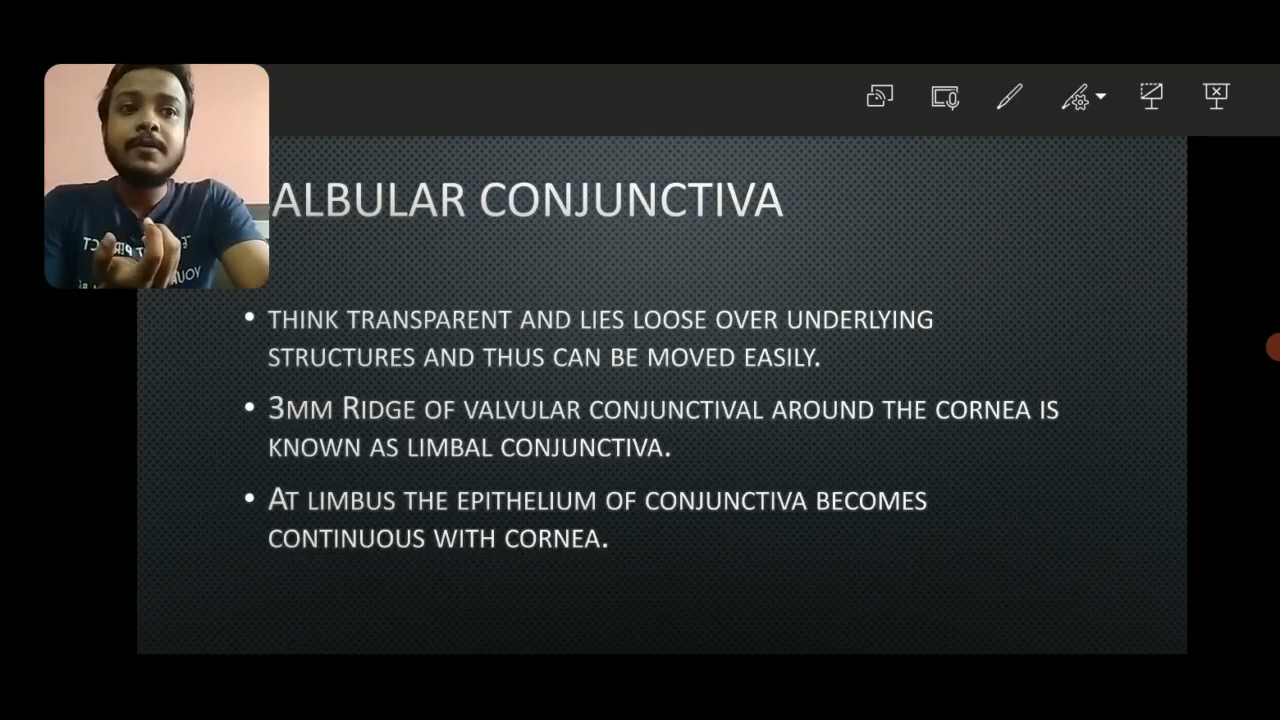 ALBULAR CONJUNCTIVA
• THINK TRANSPARENT AND LIES LOOSE OVER UNDERLYING
STRUCTURES AND THUS CAN BE MOVED EASILY.
• 3MM RIDGE OF VALVULAR CONJUNCTIVAL AROUND THE CORNEA IS
KNOWN AS LIMBAL CONJUNCTIVA.
• AT LIMBUS THE EPITHELIUM OF CONJUNCTIVA BECOMES
CONTINUOUS WITH CORNEA.